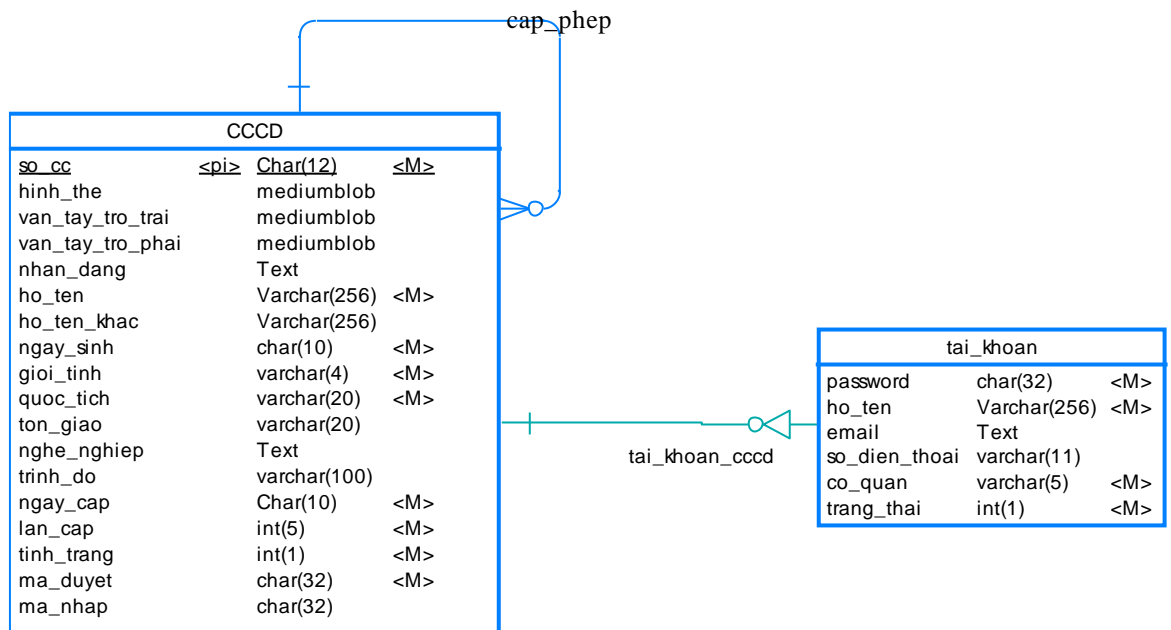 cap_phep
CCCD
so_cc <pi> Char(12) <M>
hinh_the mediumblob
van_tay_tro_trai mediumblob
van_tay_tro_phai mediumblob
nhan_dang Text
ho_ten Varchar(256) <M>
ho_ten_khac Varchar(256)
ngay_sinh char(10) <M>
gioi_tinh varchar(4) <M>
quoc_tich varchar(20) <M>
ton_giao varchar(20)
nghe_nghiep Text
trinh_do varchar(100)
ngay_cap Char(10) <M>
lan_cap int(5) <M>
tinh_trang int(1) <M>
ma_duyet char(32) <M>
ma_nhap char(32)
tai_khoan_cccd
tai_khoan
password char(32) <M>
ho_ten Varchar(256) <M>
email Text
so_dien_thoai varchar(11)
co_quan varchar(5) <M>
trang_thai int(1) <M>